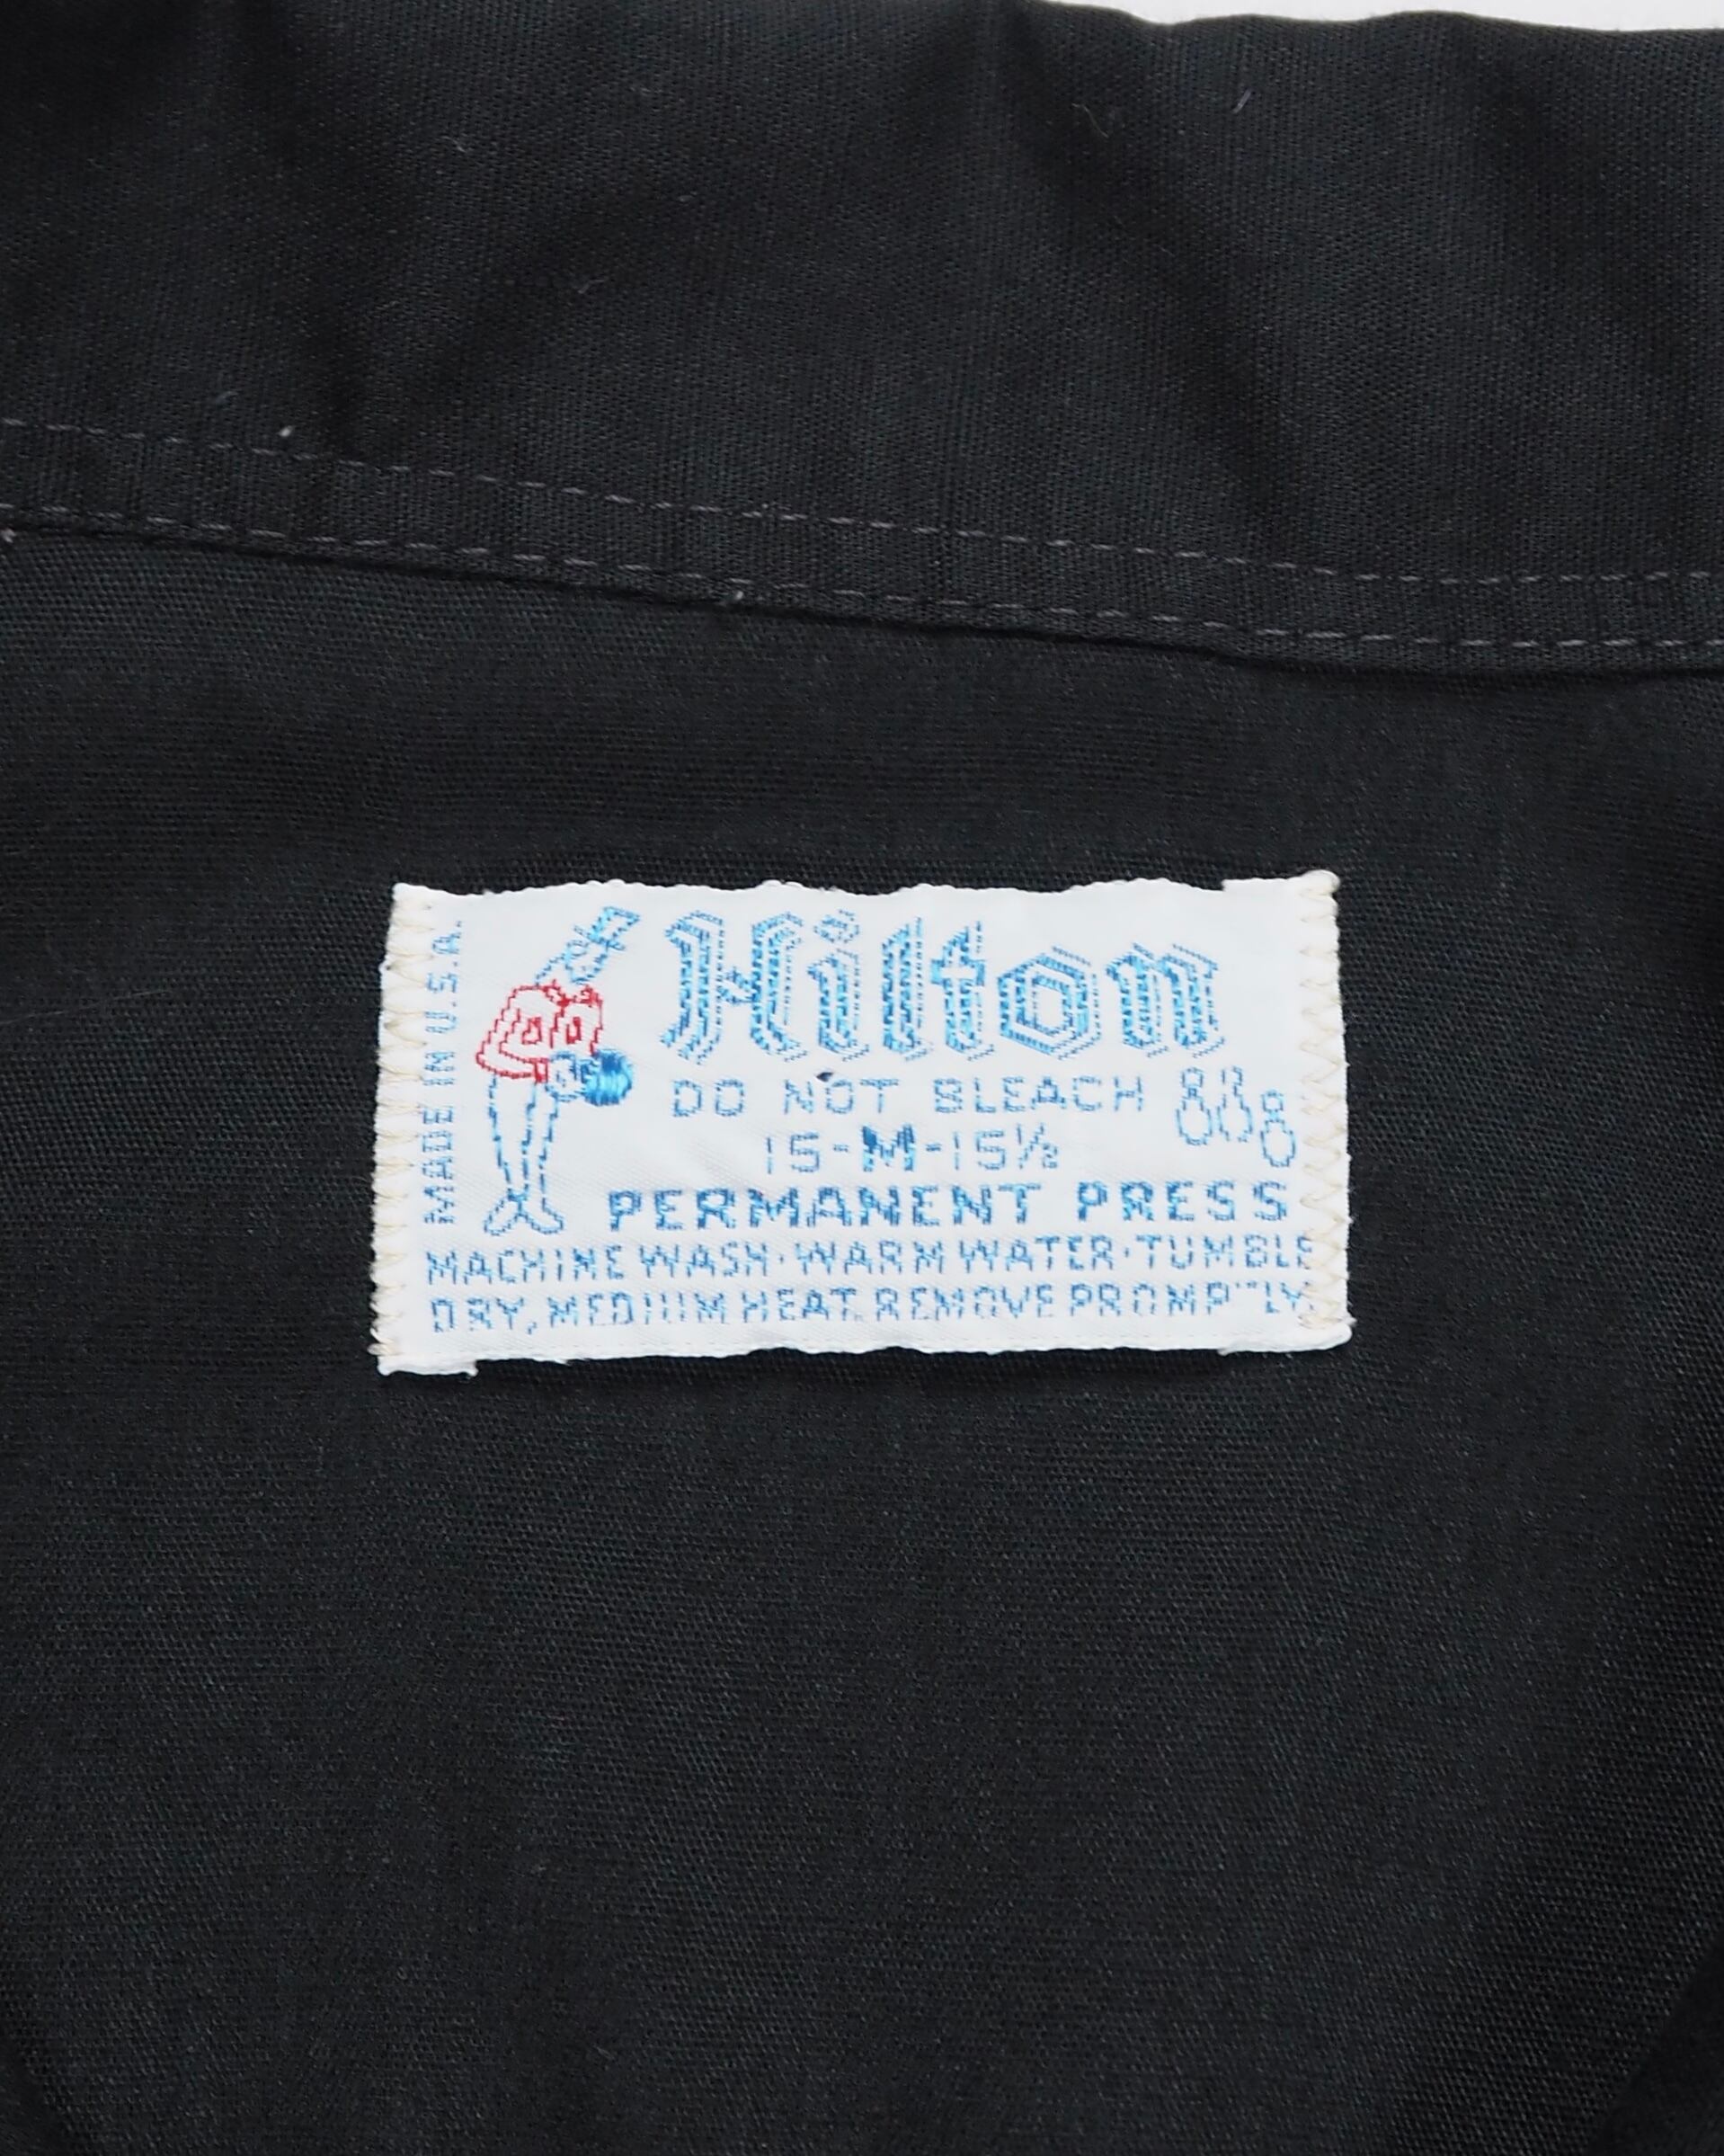 MADE IN U.S.A.
Hilton
DO NOT BLEACH
15-M-15½
PERMANENT PRESS
MACHINE WASH·WARM WATER·TUMBLE
DRY, MEDIUM HEAT. REMOVE PROMPTLY.